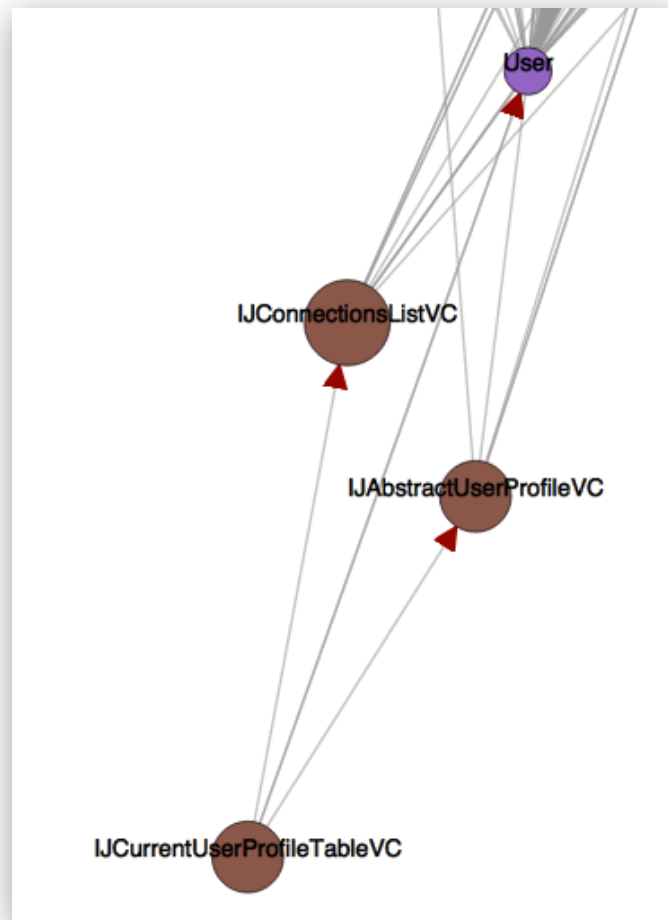 User
IJConnectionsListVC
IJAbstractUserProfileVC
IJCurrentUserProfileTableVC